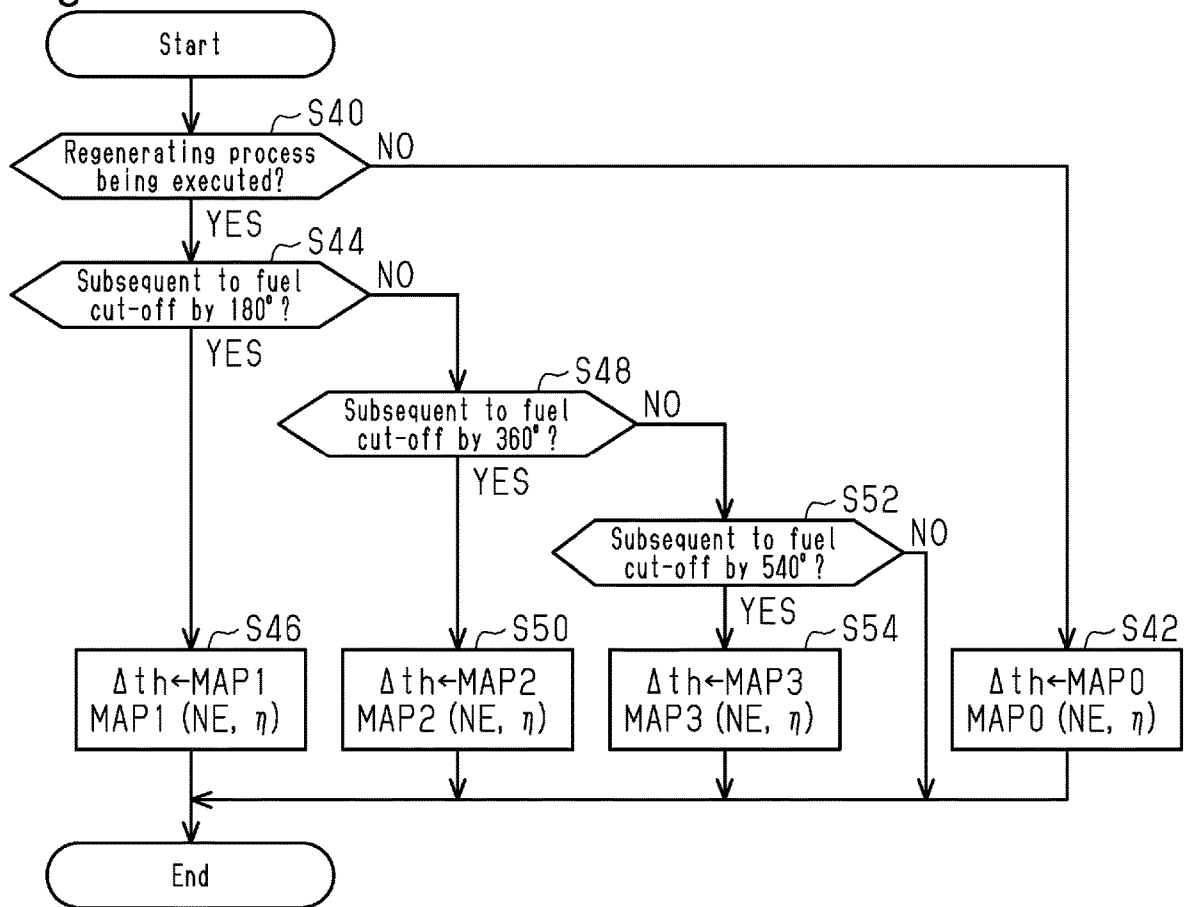 Start
S40
Regenerating process
being executed?
NO
YES
S44
Subsequent to fuel
cut-off by 180°?
NO
YES
S48
Subsequent to fuel
cut-off by 360°?
NO
YES
S52
Subsequent to fuel
cut-off by 540°?
NO
YES
S46
Δth←MAP1
MAP1 (NE, η)
S50
Δth←MAP2
MAP2 (NE, η)
S54
Δth←MAP3
MAP3 (NE, η)
S42
Δth←MAP0
MAP0 (NE, η)
End